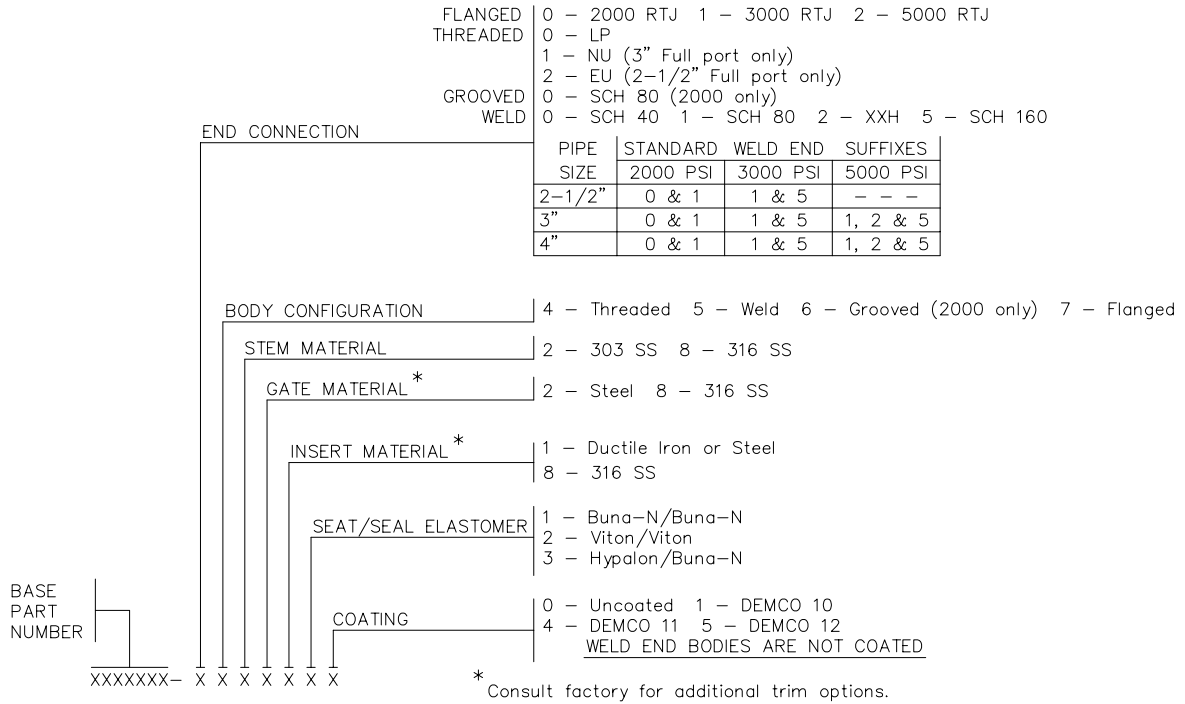 FLANGED 0 – 2000 RTJ 1 – 3000 RTJ 2 – 5000 RTJ
THREADED 0 – LP
1 – NU (3” Full port only)
2 – EU (2–1/2” Full port only)
GROOVED 0 – SCH 80 (2000 only)
WELD 0 – SCH 40 1 – SCH 80 2 – XXH 5 – SCH 160
END CONNECTION
PIPE STANDARD WELD END SUFFIXES
SIZE 2000 PSI 3000 PSI 5000 PSI
2–1/2” 0 & 1 1 & 5 – – –
3” 0 & 1 1 & 5 1, 2 & 5
4” 0 & 1 1 & 5 1, 2 & 5
BODY CONFIGURATION 4 – Threaded 5 – Weld 6 – Grooved (2000 only) 7 – Flanged
STEM MATERIAL 2 – 303 SS 8 – 316 SS
GATE MATERIAL* 2 – Steel 8 – 316 SS
INSERT MATERIAL* 1 – Ductile Iron or Steel
8 – 316 SS
SEAT/SEAL ELASTOMER 1 – Buna–N/Buna–N
2 – Viton/Viton
3 – Hypalon/Buna–N
COATING 0 – Uncoated 1 – DEMCO 10
4 – DEMCO 11 5 – DEMCO 12
WELD END BODIES ARE NOT COATED
BASE
PART
NUMBER
XXXXXXX– X X X X X X X
*Consult factory for additional trim options.